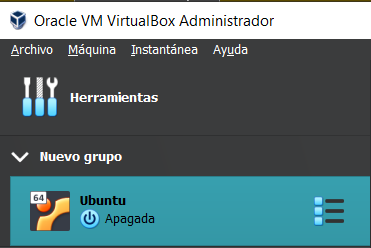 Oracle VM VirtualBox Administrador
Archivo Máquina Instantánea Ayuda
Herramientas
Nuevo grupo
64 Ubuntu
Apagada